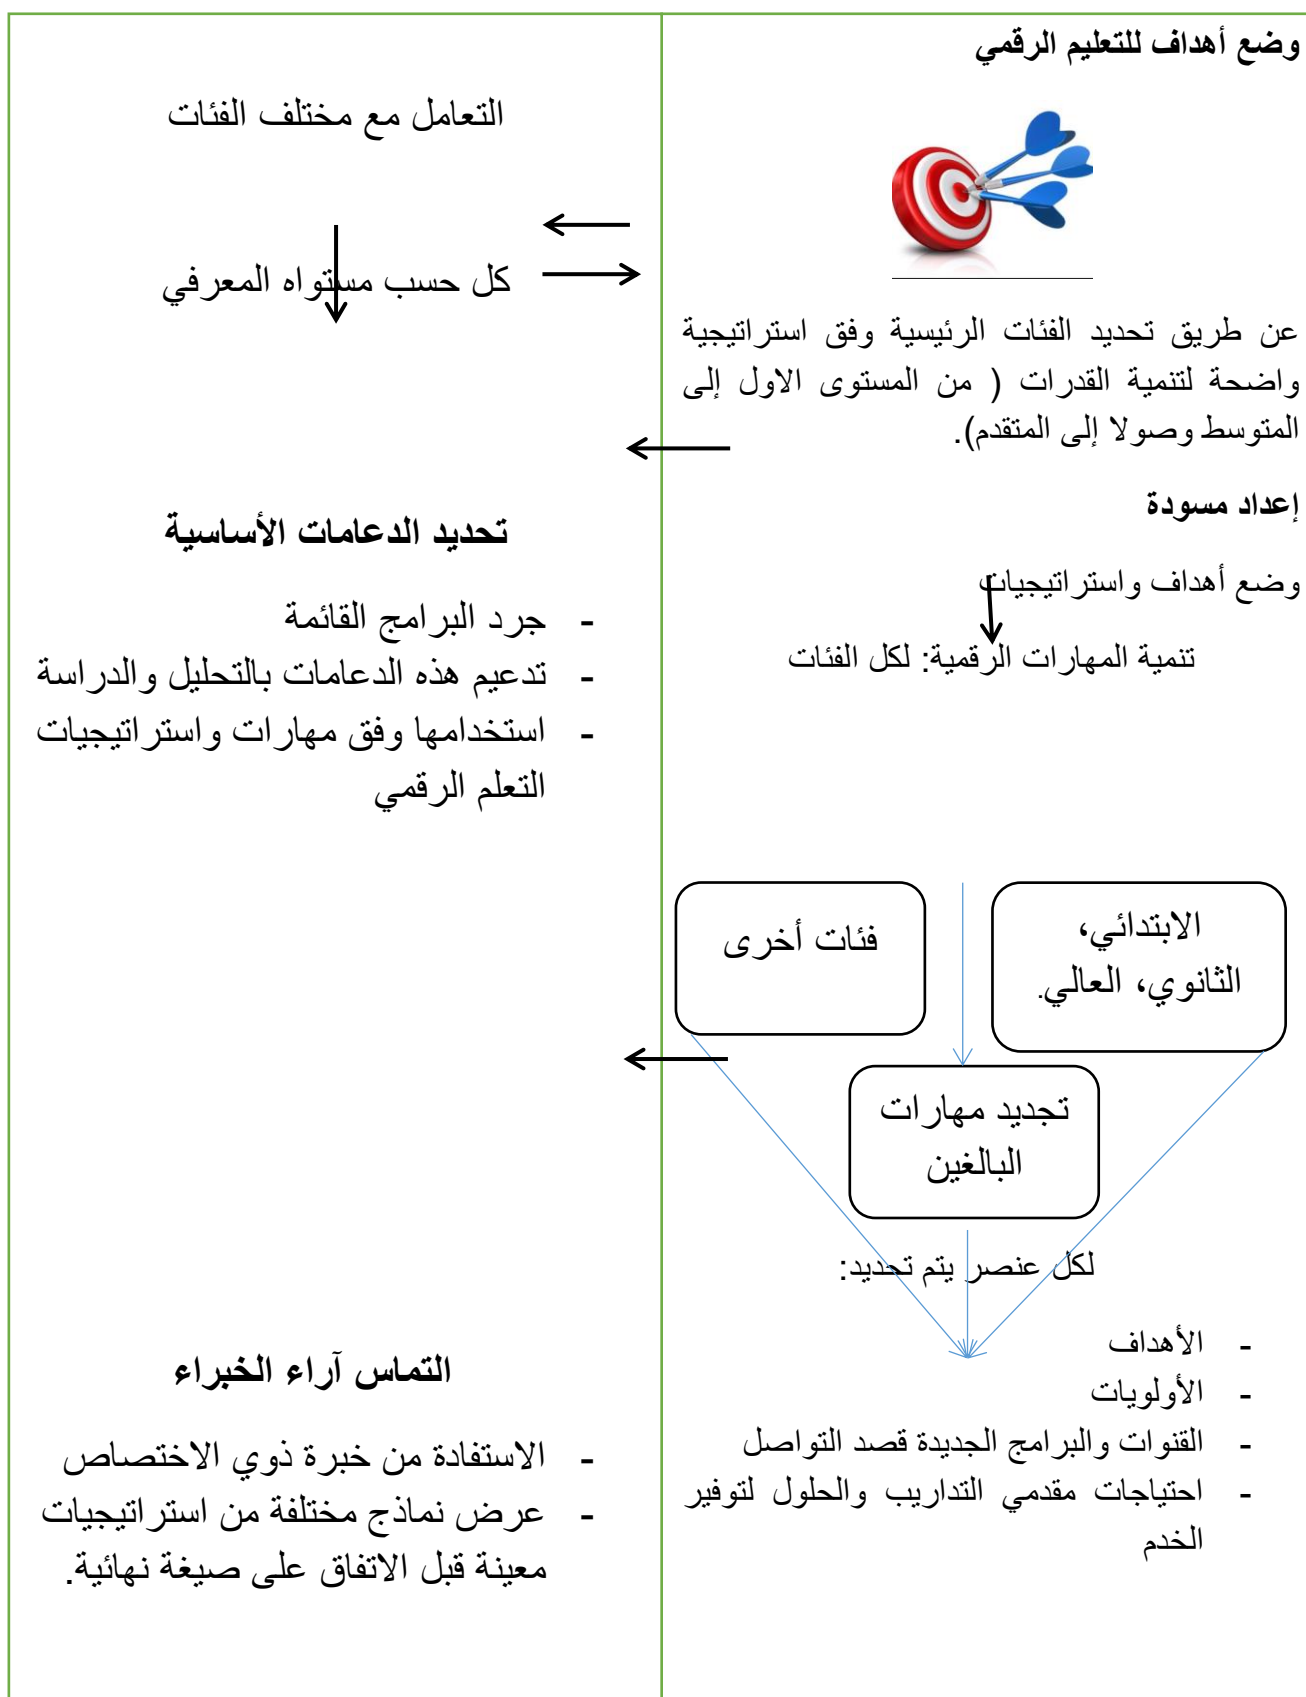 وضع أهداف للتعليم الرقمي
عن طريق تحديد الفئات الرئيسية وفق استراتيجية
واضحة لتنمية القدرات ( من المستوى الاول إلى
المتوسط وصولا إلى المتقدم).
إعداد مسودة
وضع أهداف واستراتيجيات
تنمية المهارات الرقمية: لكل الفئات
الابتدائي،
الثانوي، العالي.
فئات أخرى
تجديد مهارات
البالغين
لكل عنصر يتم تحديد:
- الأهداف
- الأولويات
- القنوات والبرامج الجديدة قصد التواصل
- احتياجات مقدمي التداريب والحلول لتوفير
الخدم
التعامل مع مختلف الفئات
كل حسب مستواه المعرفي
تحديد الدعامات الأساسية
- جرد البرامج القائمة
- تدعيم هذه الدعامات بالتحليل والدراسة
- استخدامها وفق مهارات واستراتيجيات
التعلم الرقمي
التماس آراء الخبراء
- الاستفادة من خبرة ذوي الاختصاص
- عرض نماذج مختلفة من استراتيجيات
معينة قبل الاتفاق على صيغة نهائية.